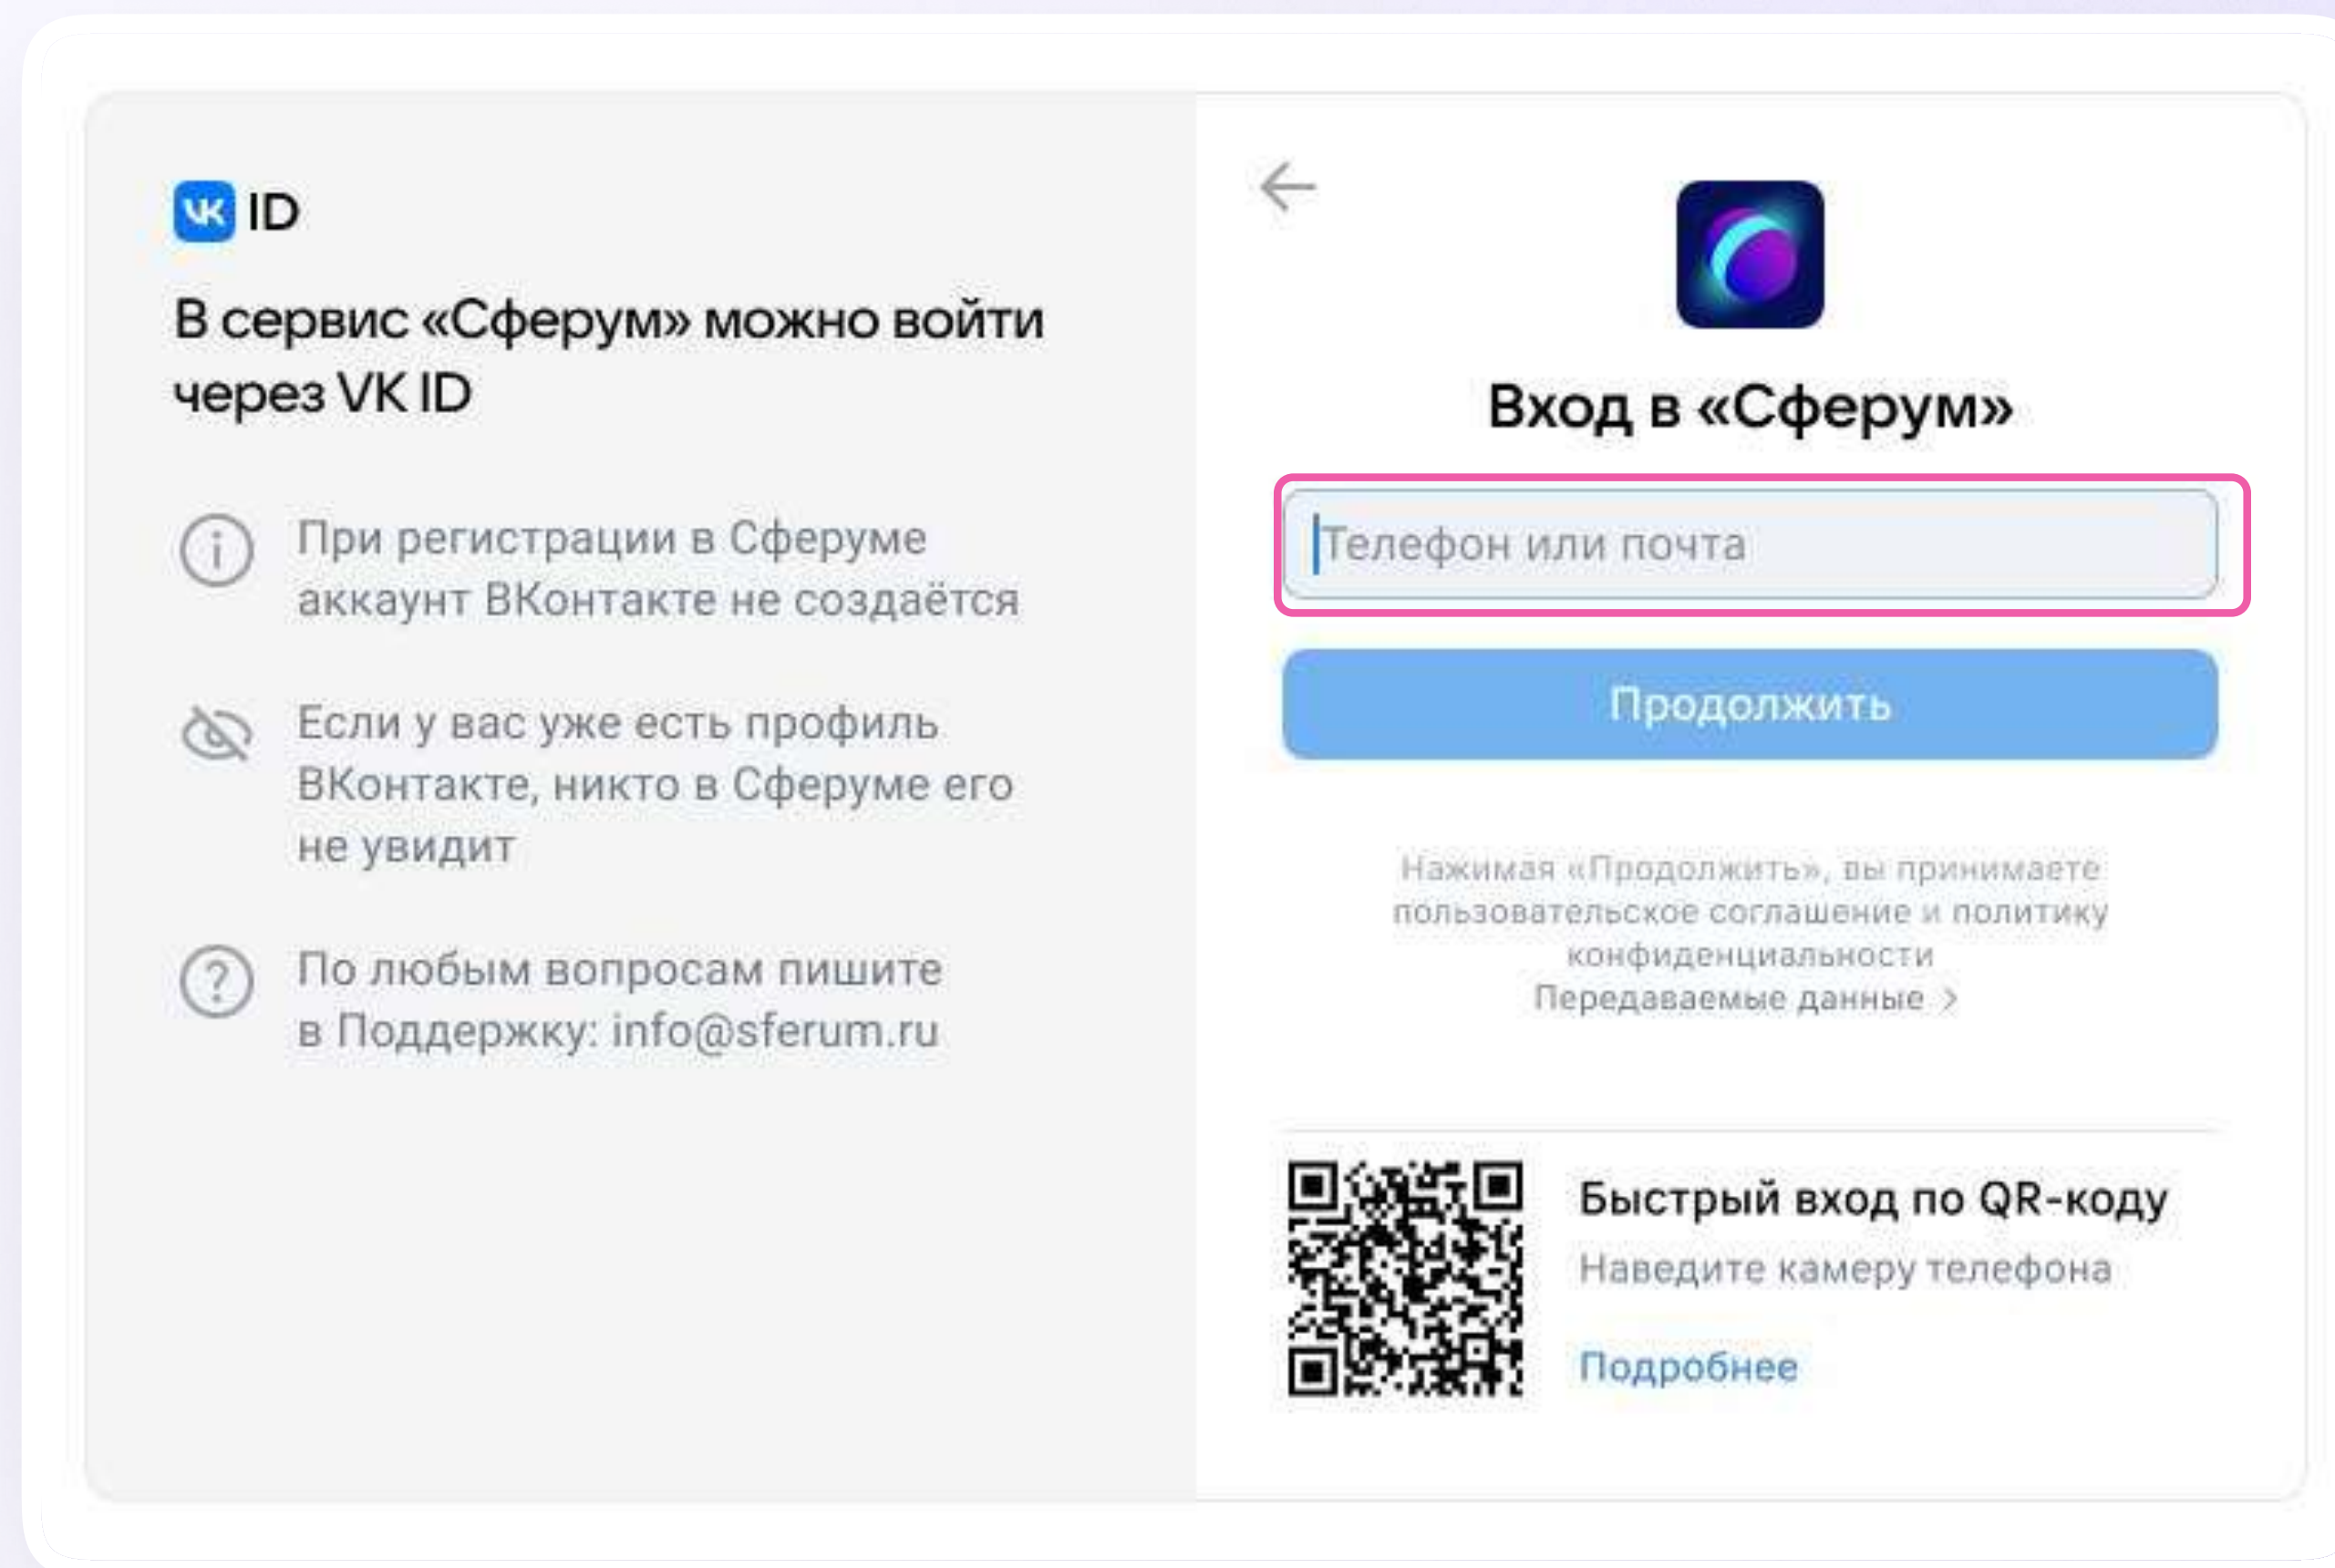 VK ID
В сервис «Сферум» можно войти
через VK ID
При регистрации в Сферуме
аккаунт ВКонтакте не создаётся
Если у вас уже есть профиль
ВКонтакте, никто в Сферуме его
не увидит
По любым вопросам пишите
в Поддержку: info@sferum.ru
Вход в «Сферум»
Телефон или почта
Продолжить
Нажимая «Продолжить», вы принимаете
пользовательское соглашение и политику
конфиденциальности
Передаваемые данные >
Быстрый вход по QR-коду
Наведите камеру телефона
Подробнее